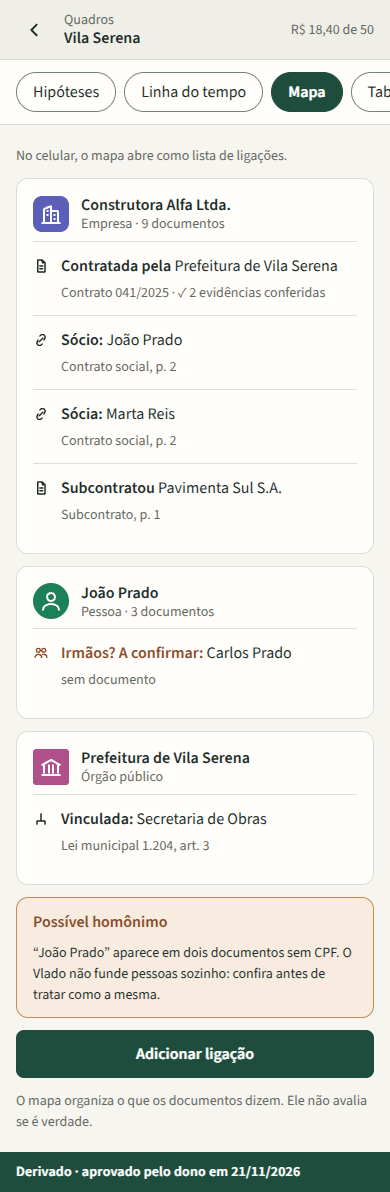 Quadros
Vila Serena
R$ 18,40 de 50
Hipóteses
Linha do tempo
Mapa
Tab
No celular, o mapa abre como lista de ligações.
Construtora Alfa Ltda.
Empresa · 9 documentos
Contratada pela Prefeitura de Vila Serena
Contrato 041/2025 · ✓ 2 evidências conferidas
Sócio: João Prado
Contrato social, p. 2
Sócia: Marta Reis
Contrato social, p. 2
Subcontratou Pavimenta Sul S.A.
Subcontrato, p. 1
João Prado
Pessoa · 3 documentos
Irmãos? A confirmar: Carlos Prado
sem documento
Prefeitura de Vila Serena
Órgão público
Vinculada: Secretaria de Obras
Lei municipal 1.204, art. 3
Possível homônimo
“João Prado” aparece em dois documentos sem CPF. O
Vlado não funde pessoas sozinho: confira antes de
tratar como a mesma.
Adicionar ligação
O mapa organiza o que os documentos dizem. Ele não avalia
se é verdade.
Derivado · aprovado pelo dono em 21/11/2026